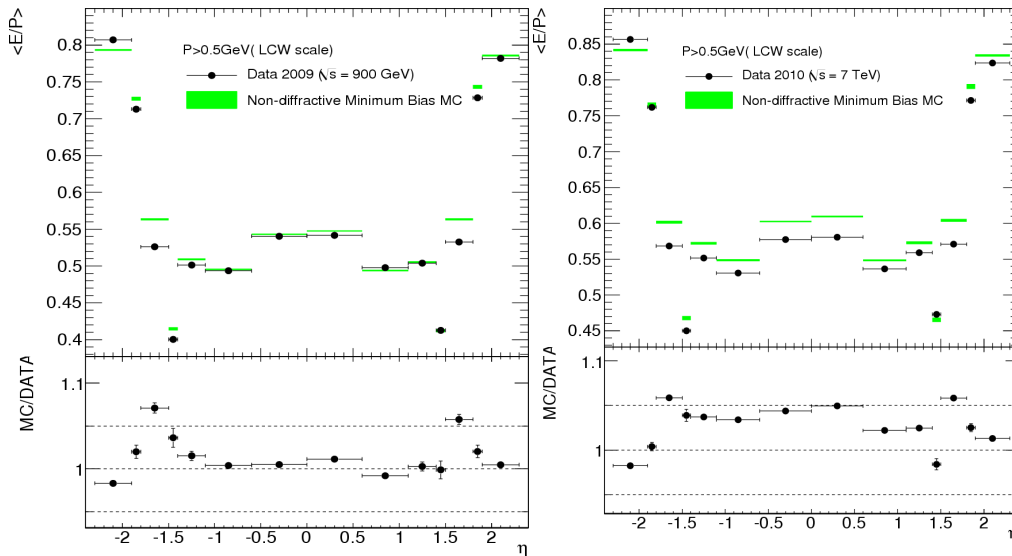 <E/P>
P>0.5GeV( LCW scale)
Data 2009 (√s = 900 GeV)
Non-diffractive Minimum Bias MC
0.8
0.75
0.7
0.65
0.6
0.55
0.5
0.45
0.4
MC/DATA
1.1
1
-2 -1.5 -1 -0.5 0 0.5 1 1.5 2
η
<E/P>
P>0.5GeV( LCW scale)
Data 2010 (√s = 7 TeV)
Non-diffractive Minimum Bias MC
0.85
0.8
0.75
0.7
0.65
0.6
0.55
0.5
0.45
MC/DATA
1.1
1
-2 -1.5 -1 -0.5 0 0.5 1 1.5 2
η